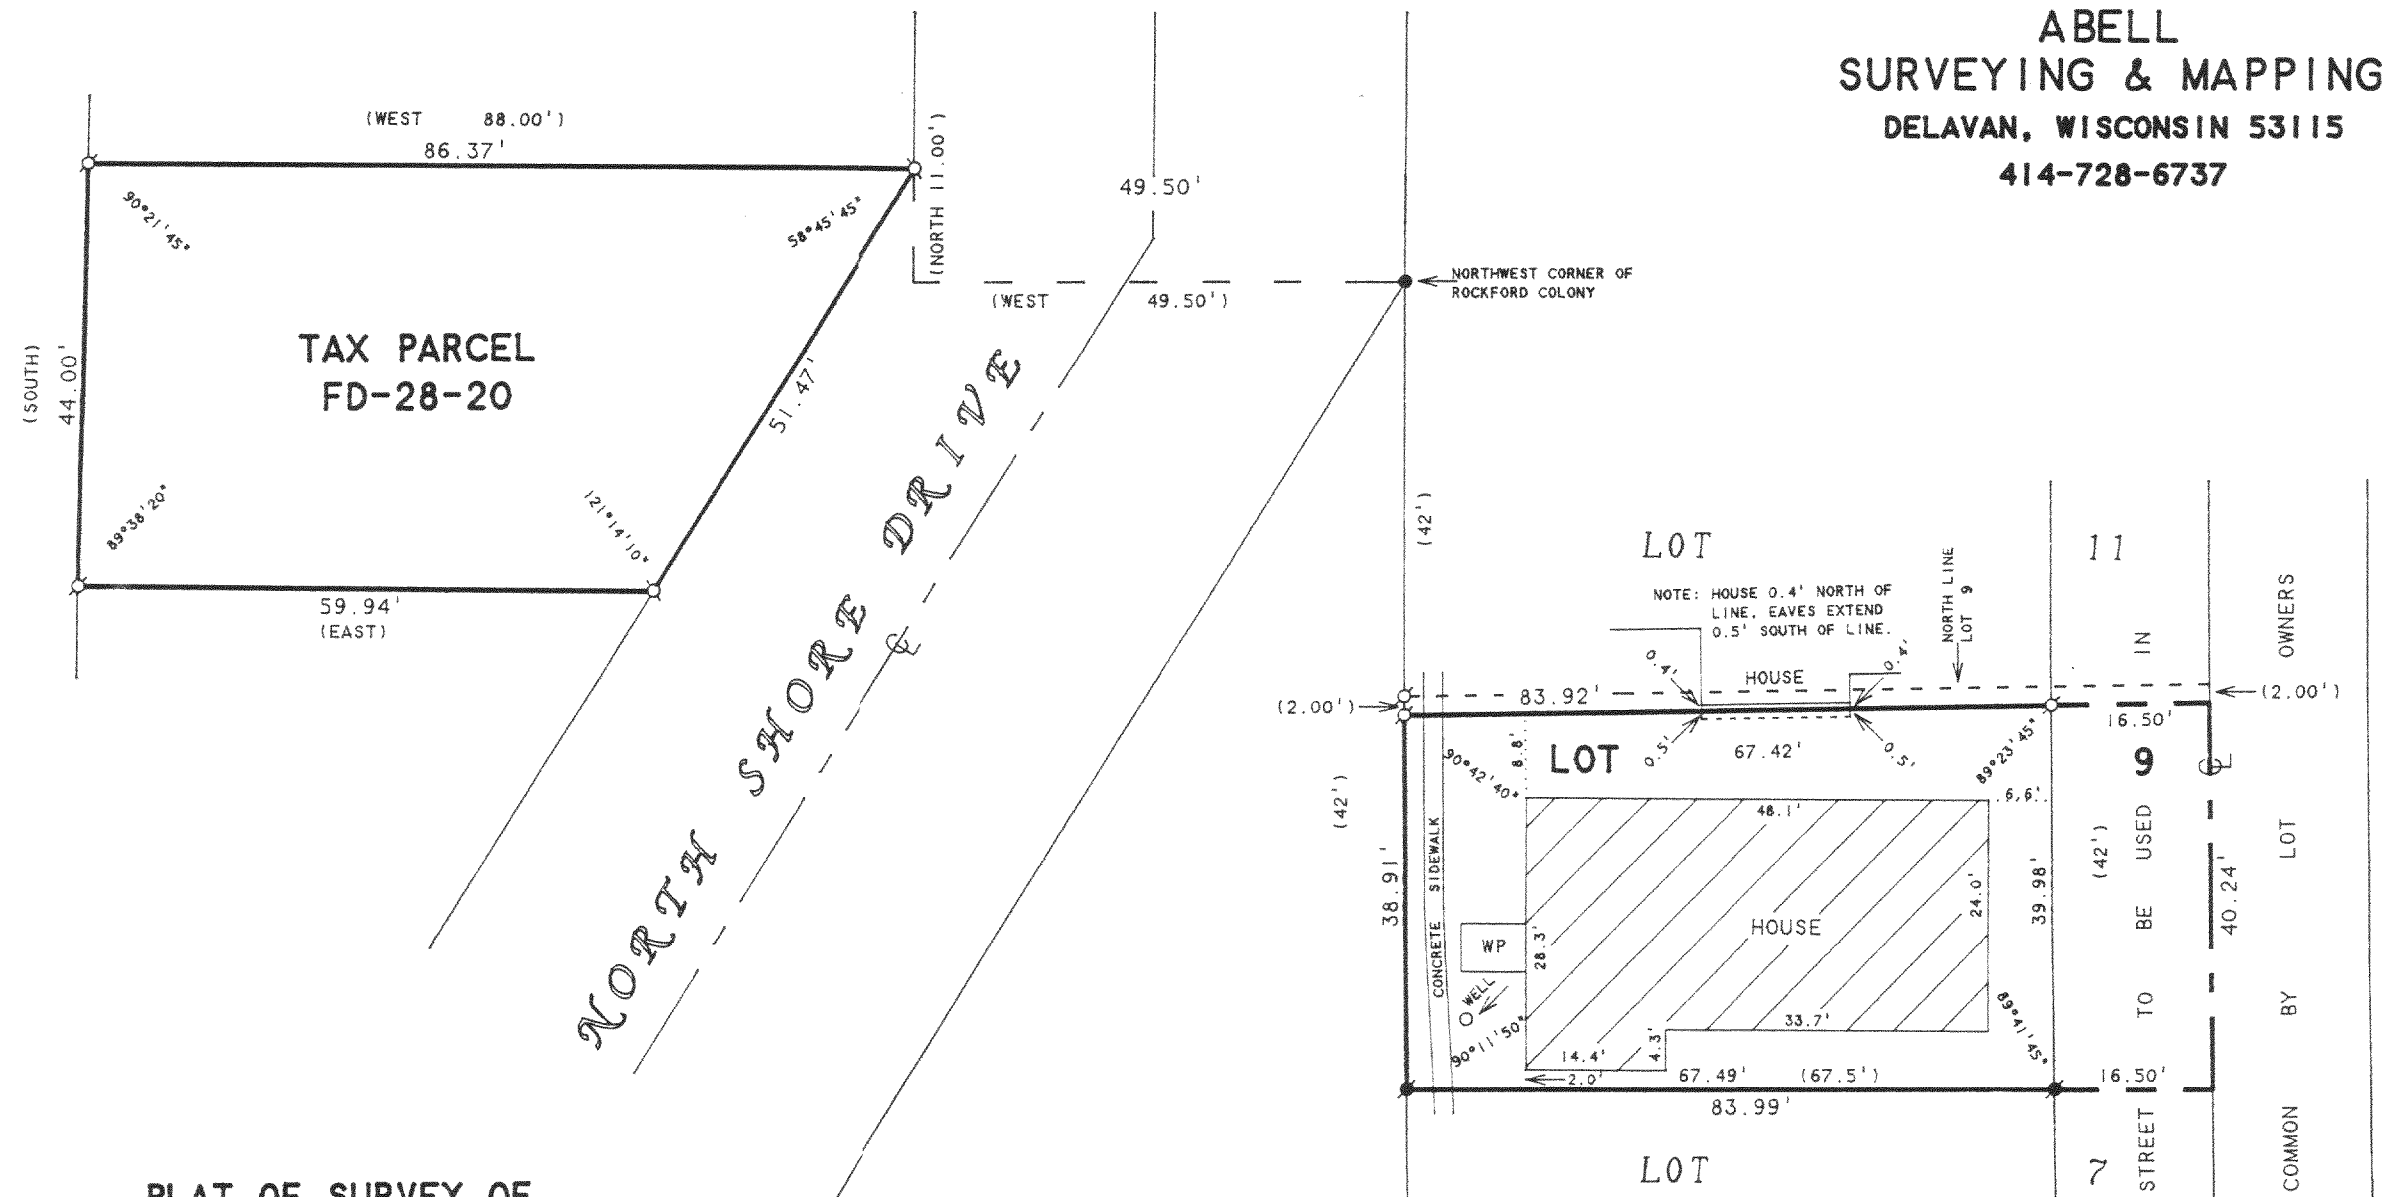 ABELL
SURVEYING & MAPPING
DELAVAN, WISCONSIN 53115
414-728-6737
(WEST 88.00')
86.37'
(NORTH 11.00')
90°21'45"
58°45'45"
49.50'
(WEST 49.50')
NORTHWEST CORNER OF
ROCKFORD COLONY
TAX PARCEL
FD-28-20
(SOUTH)
44.00'
51.47'
89°38'20"
121°14'10"
59.94'
(EAST)
NORTH SHORE DRIVE
(42')
LOT 11
NOTE: HOUSE 0.4' NORTH OF
LINE, EAVES EXTEND
0.5' SOUTH OF LINE.
NORTH LINE
LOT 9
0.4'
HOUSE
0.4'
(2.00')
83.92'
(2.00')
16.50'
0.5'
67.42'
0.5'
LOT 9
8.8'
90°42'40"
89°23'45"
6.6'
(42')
48.1'
38.91'
CONCRETE SIDEWALK
WP
28.3'
HOUSE
24.0'
39.98'
(42')
40.24'
WELL
90°11'50"
89°41'45"
33.7'
14.4'
4.3'
2.0'
67.49' (67.5')
16.50'
83.99'
STREET TO BE USED IN
COMMON BY LOT OWNERS
LOT 7
PLAT OF SURVEY OF